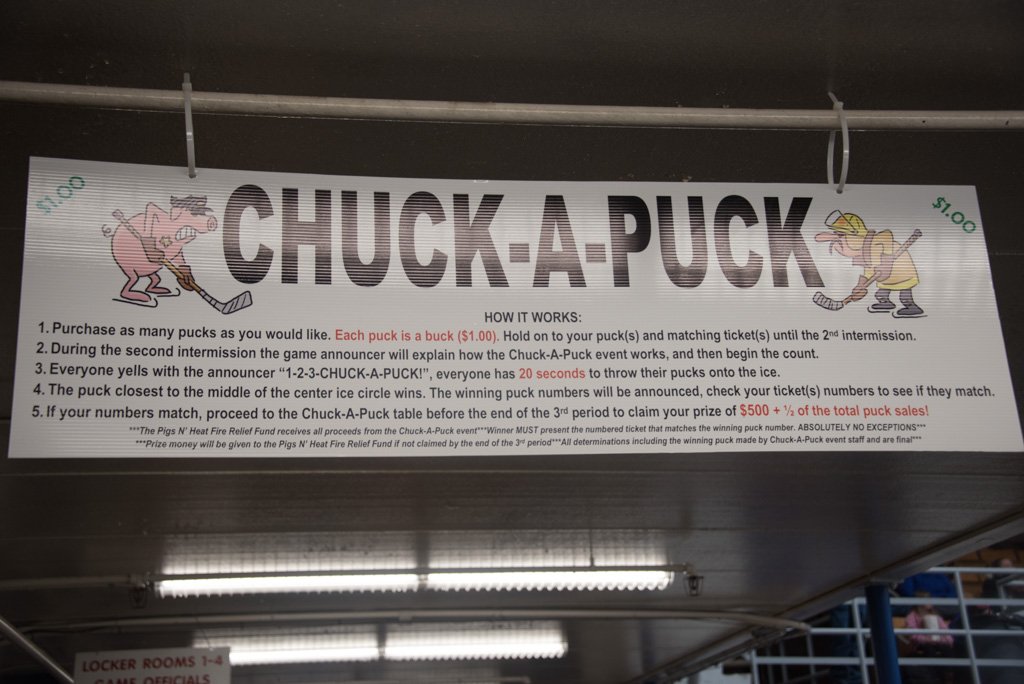 $1.00
CHUCK-A-PUCK
$1.00
HOW IT WORKS:
1. Purchase as many pucks as you would like. Each puck is a buck ($1.00). Hold on to your puck(s) and matching ticket(s) until the 2nd intermission.
2. During the second intermission the game announcer will explain how the Chuck-A-Puck event works, and then begin the count.
3. Everyone yells with the announcer “1-2-3-CHUCK-A-PUCK!”, everyone has 20 seconds to throw their pucks onto the ice.
4. The puck closest to the middle of the center ice circle wins. The winning puck numbers will be announced, check your ticket(s) numbers to see if they match.
5. If your numbers match, proceed to the Chuck-A-Puck table before the end of the 3rd period to claim your prize of $500 + ½ of the total puck sales!
***The Pigs N' Heat Fire Relief Fund receives all proceeds from the Chuck-A-Puck event***Winner MUST present the numbered ticket that matches the winning puck number. ABSOLUTELY NO EXCEPTIONS***
***Prize money will be given to the Pigs N' Heat Fire Relief Fund if not claimed by the end of the 3rd period***All determinations including the winning puck made by Chuck-A-Puck event staff and are final***
LOCKER ROOMS 1-4
GAME OFFICIALS